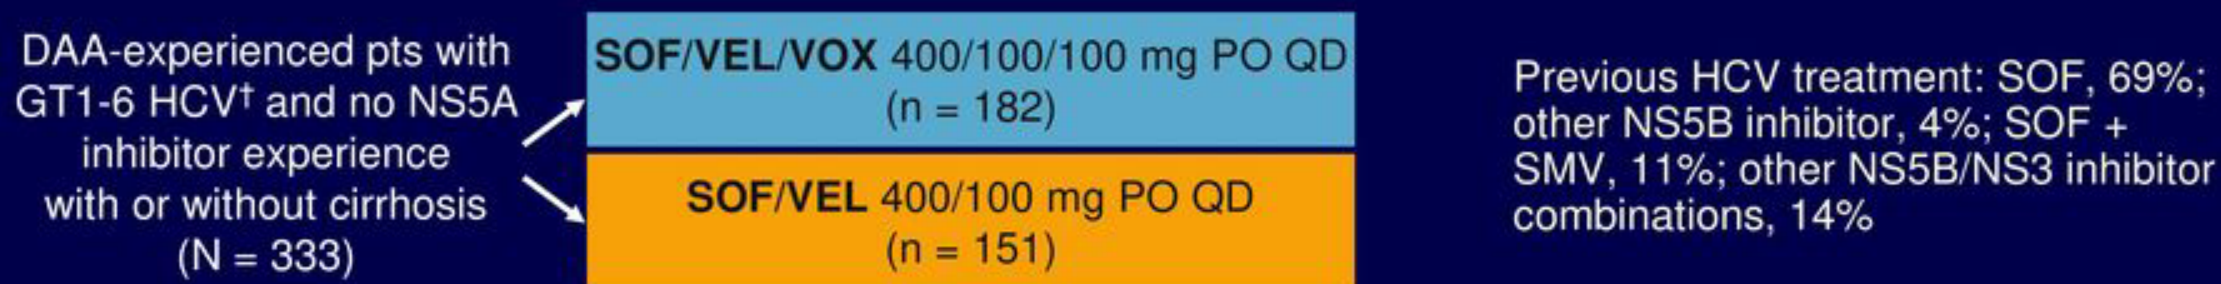 DAA-experienced pts with
GT1-6 HCV† and no NS5A
inhibitor experience
with or without cirrhosis
(N = 333)
SOF/VEL/VOX 400/100/100 mg PO QD
(n = 182)
SOF/VEL 400/100 mg PO QD
(n = 151)
Previous HCV treatment: SOF, 69%;
other NS5B inhibitor, 4%; SOF +
SMV, 11%; other NS5B/NS3 inhibitor
combinations, 14%